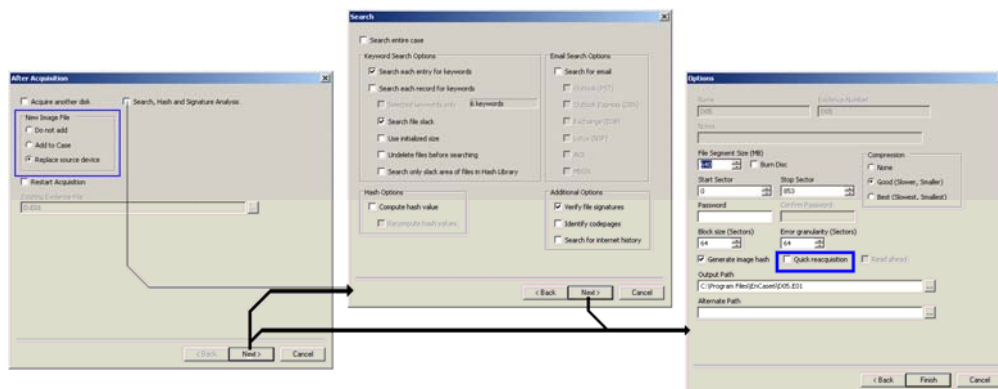 After Acquisition
Acquire another disk
Search, Hash and Signature Analysis
New Image File
Do not add
Add to Case
Replace source device
Restart Acquisition
Existing Evidence File
D:E01
...
< Back
Next >
Cancel
Search
Search entire case
Keyword Search Options
Search each entry for keywords
Search each record for keywords
Selected keywords only
6 keywords
Search file slack
Use initialized size
Undelete files before searching
Search only slack area of files in Hash Library
Hash Options
Compute hash value
Recompute hash values
Email Search Options
Search for email
Outlook (PST)
Outlook Express (DBX)
Exchange (EDB)
Lotus (NSF)
AOL
MBOX
Additional Options
Verify file signatures
Identify codepages
Search for internet history
< Back
Next >
Cancel
Options
Name
Evidence Number
D05
D05
Notes
File Segment Size (MB)
640
Burn Disc
Start Sector
Stop Sector
0
853
Password
Confirm Password
Block size (Sectors)
Error granularity (Sectors)
64
64
Compression
None
Good (Slower, Smaller)
Best (Slowest, Smallest)
Generate image hash
Quick reacquisition
Read ahead
Output Path
C:\Program Files\EnCase6\D05.E01
...
Alternate Path
...
< Back
Finish
Cancel